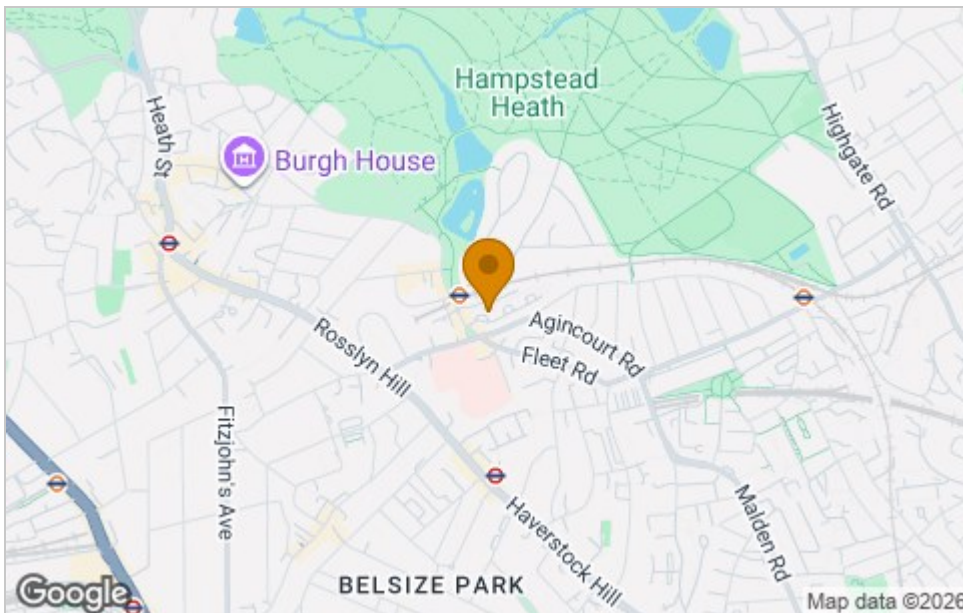 Hampstead
Heath
Heath St
Burgh House
Highgate Rd
Rosslyn Hill
Agincourt Rd
Fleet Rd
Fitzjohn's Ave
Haverstock Hill
Malden Rd
BELSIZE PARK
Google
Map data ©2026